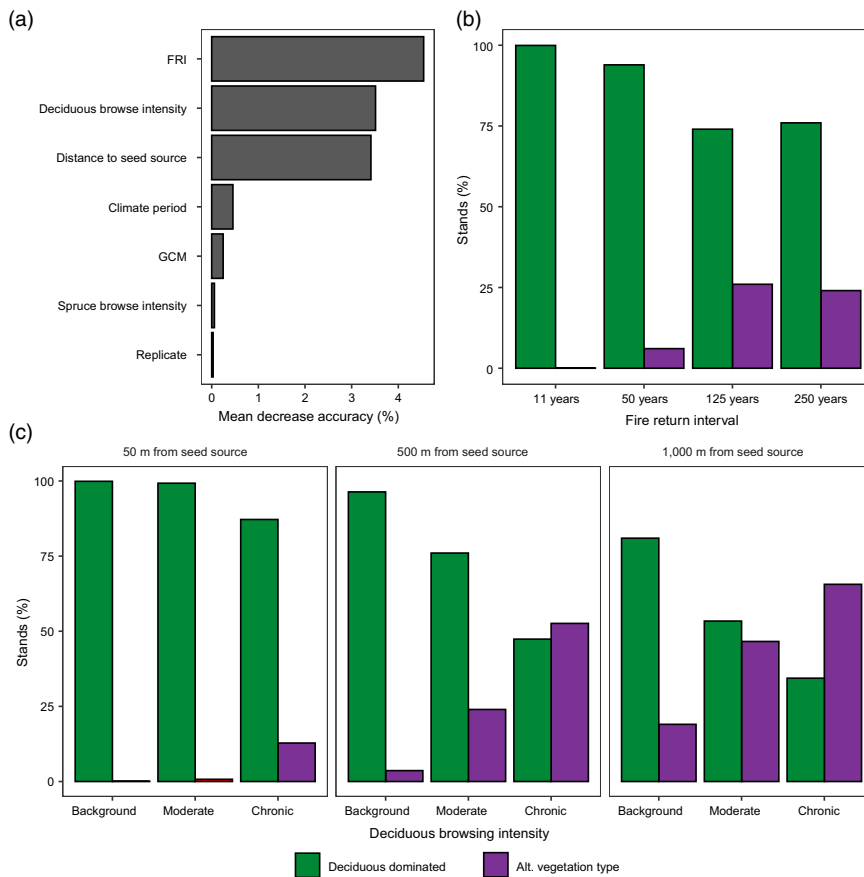 (a)
FRI
Deciduous browse intensity
Distance to seed source
Climate period
GCM
Spruce browse intensity
Replicate
0 1 2 3 4
Mean decrease accuracy (%)
(b)
Stands (%)
100
75
50
25
0
11 years 50 years 125 years 250 years
Fire return interval
(c)
50 m from seed source
500 m from seed source
1,000 m from seed source
Stands (%)
100
75
50
25
0
Background Moderate Chronic
Background Moderate Chronic
Background Moderate Chronic
Deciduous browsing intensity
Deciduous dominated
Alt. vegetation type